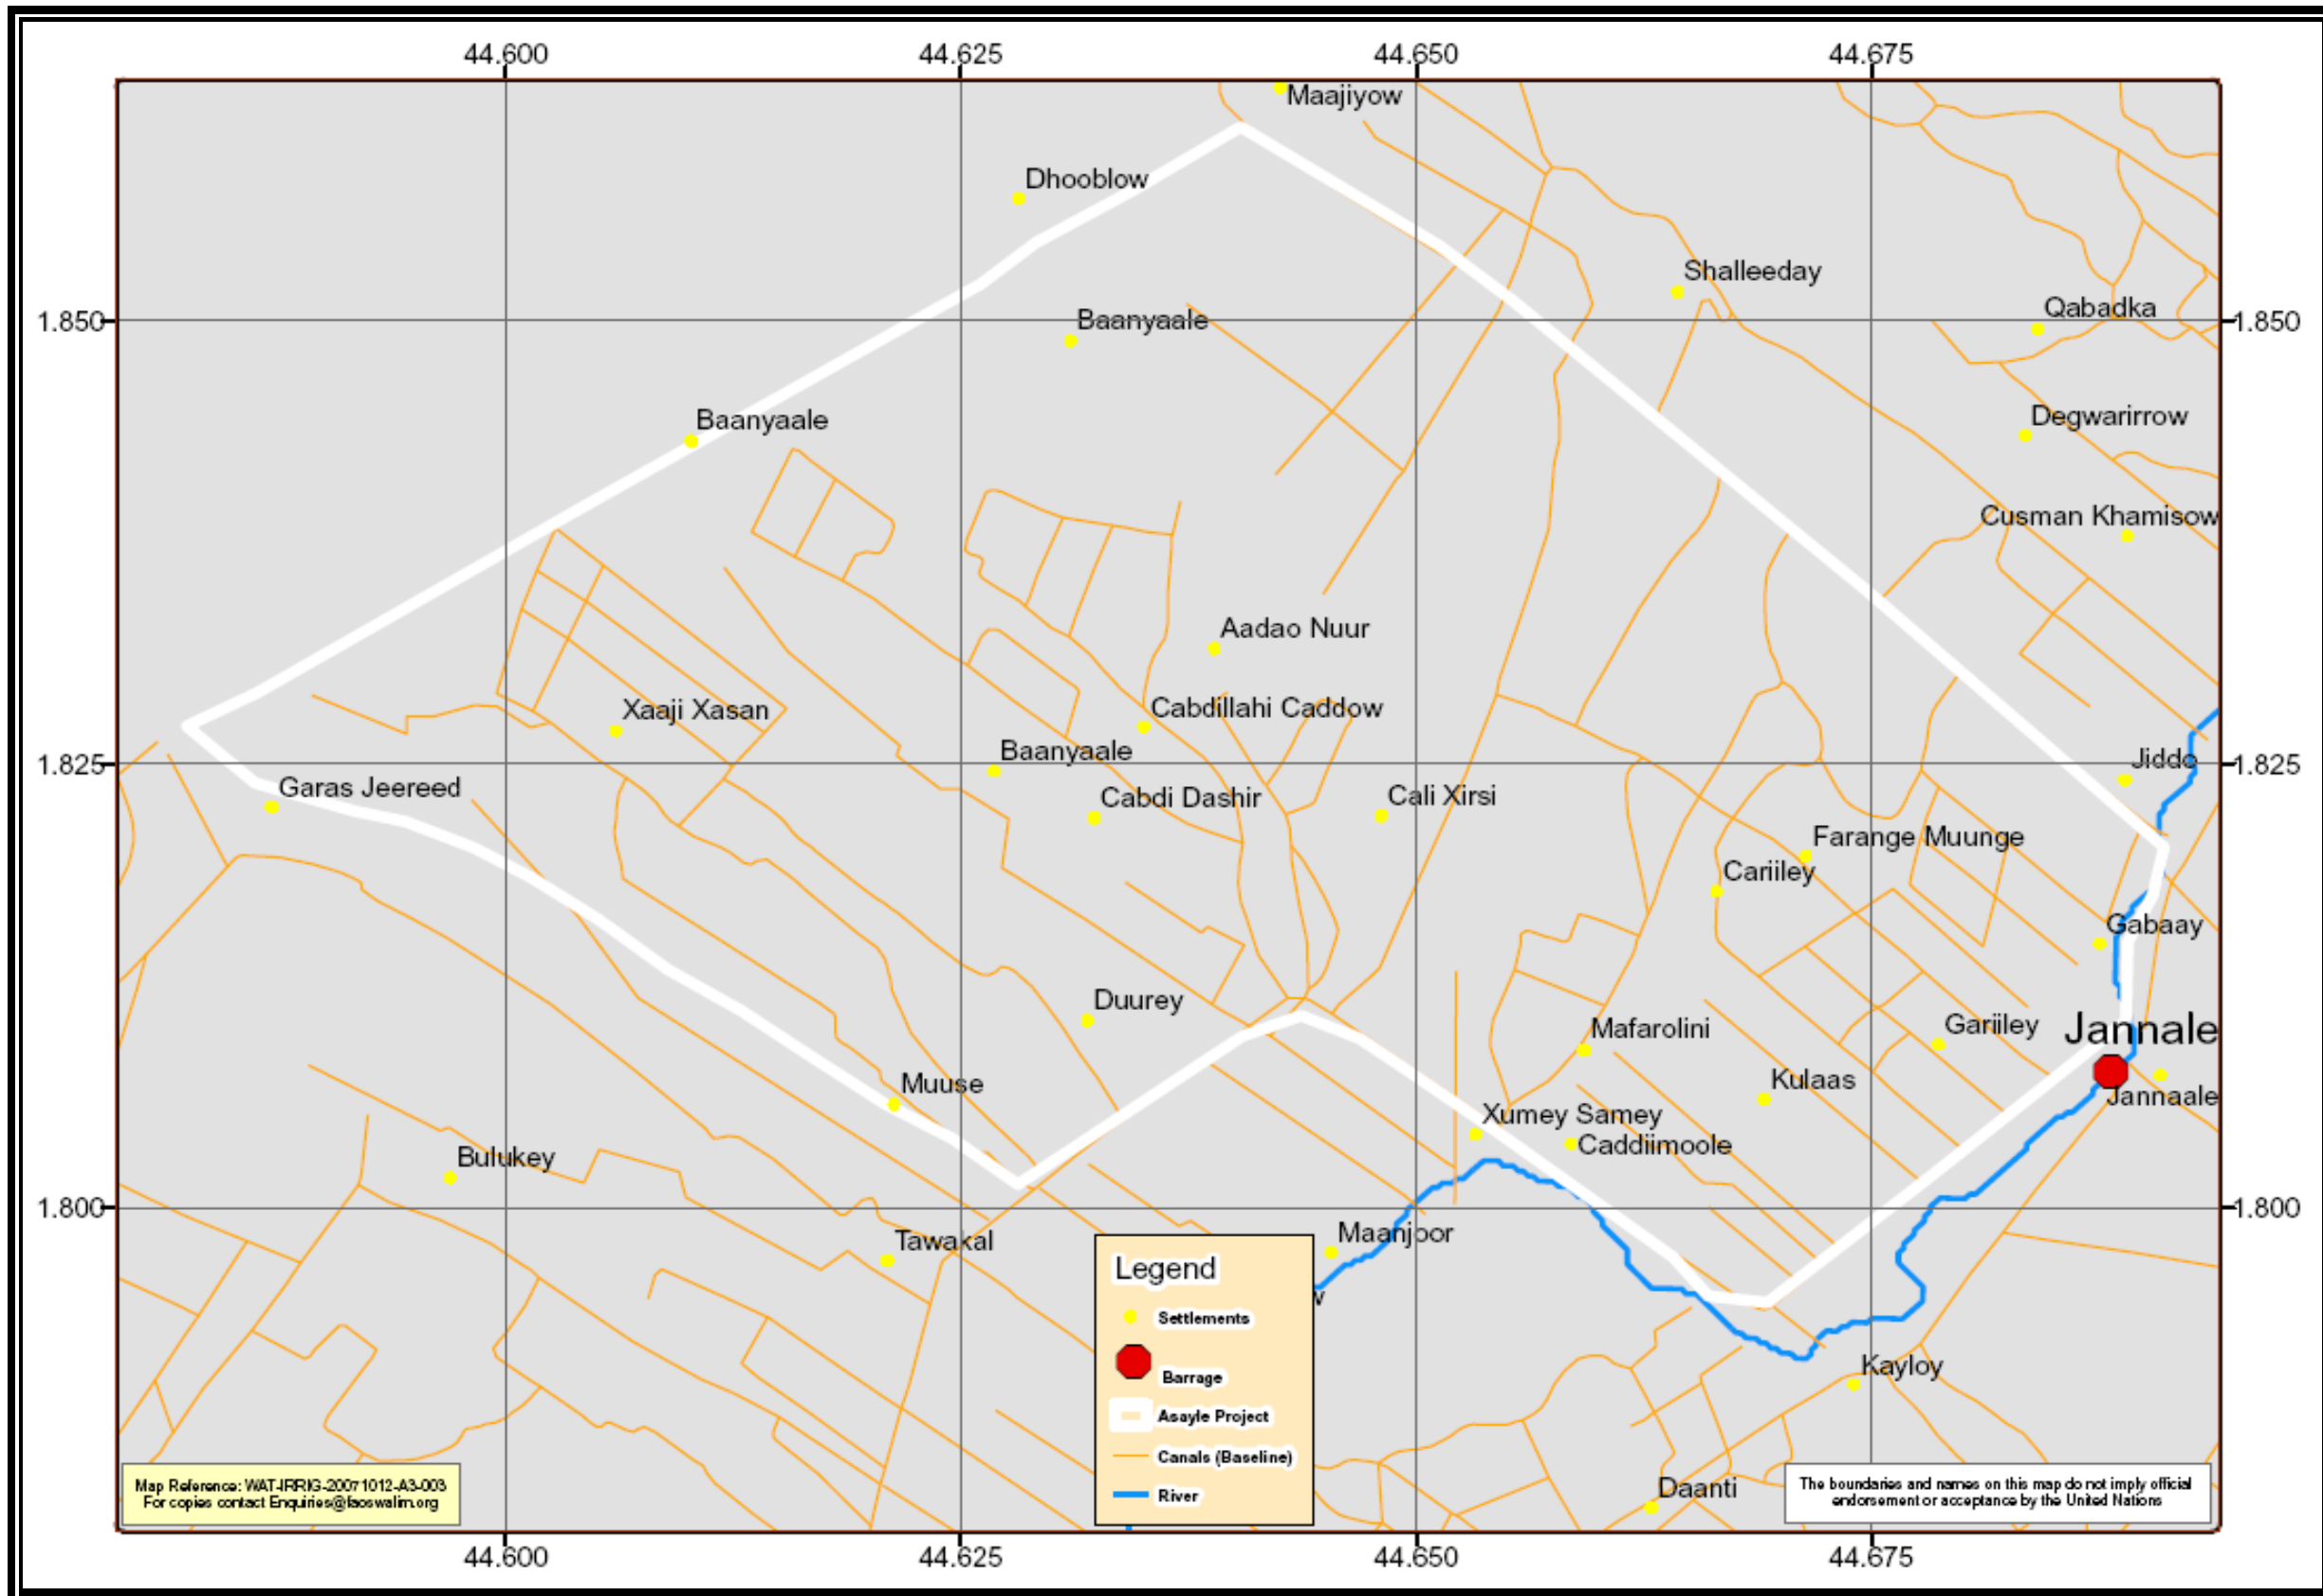 44.600 44.625 44.650 44.675
Maajiyow
Dhooblow
Shalleeday
Qabadka
1.850 Baanyaale 1.850
Baanyaale
Degwarirrow
Cusman Khamisow
Aadao Nuur
Xaaji Xasan
Cabdillahi Caddow
Baanyaale
Jiddo
1.825 1.825
Garas Jeereed
Cabdi Dashir
Cali Xirsi
Farange Muunge
Cariiley
Gabaay
Duurey
Mafarolini
Gariiley
Jannale
Muuse
Kulaas
Jannaale
Xumey Samey
Caddiimoole
Bulukey
1.800 1.800
Tawakal
Maanjoor
w
Kayloy
Daanti
Legend
Settlements
Barrage
Asayle Project
Canals (Baseline)
River
Map Reference: WAT-IRRIG-20071012-A3-003
For copies contact Enquiries@faoswalim.org
The boundaries and names on this map do not imply official
endorsement or acceptance by the United Nations
44.600 44.625 44.650 44.675